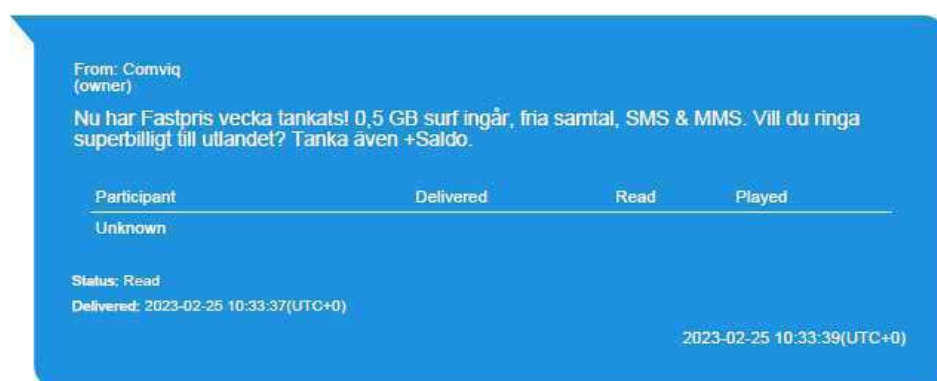 From: Comviq
(owner)
Nu har Fastpris vecka tankats! 0,5 GB surf ingår, fria samtal, SMS & MMS. Vill du ringa
superbilligt till utlandet? Tanka även +Saldo.
Participant Delivered Read Played
Unknown
Status: Read
Delivered: 2023-02-25 10:33:37(UTC+0)
2023-02-25 10:33:39(UTC+0)